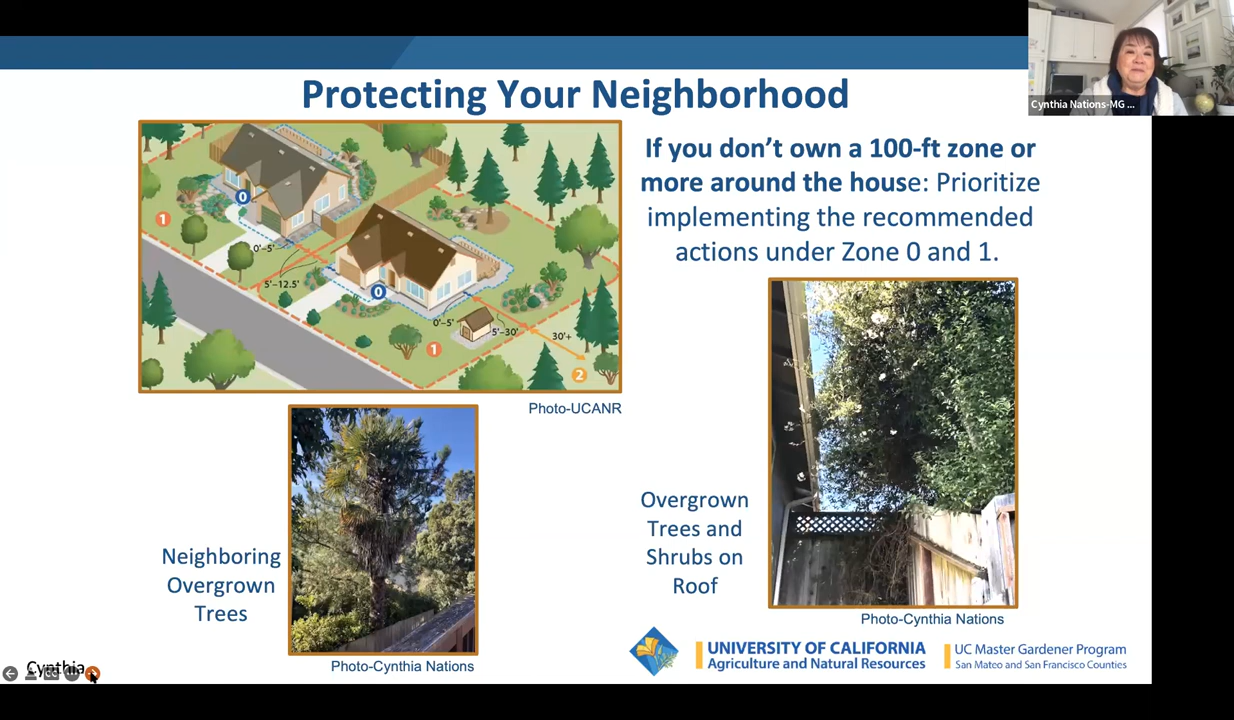 Cynthia Nations-MG ...
Protecting Your Neighborhood
If you don't own a 100-ft zone or
more around the house: Prioritize
implementing the recommended
actions under Zone 0 and 1.
0
1
0'–5'
5'–12.5'
0
0'–5'
5'–30'
30'+
1
2
Photo-UCANR
Neighboring
Overgrown
Trees
Photo-Cynthia Nations
Overgrown
Trees and
Shrubs on
Roof
Photo-Cynthia Nations
UNIVERSITY OF CALIFORNIA
Agriculture and Natural Resources
UC Master Gardener Program
San Mateo and San Francisco Counties
Cynthia